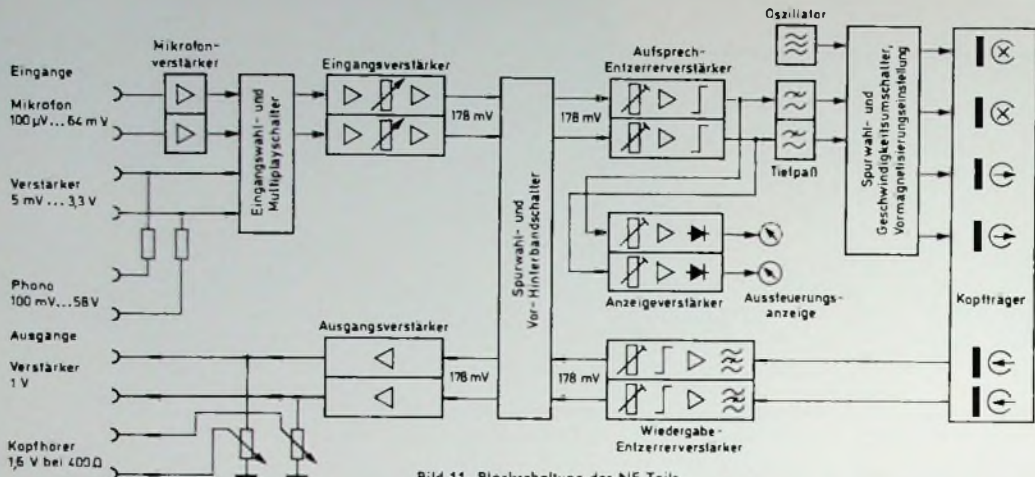 Oszillator
Mikrofon-
verstärker
Eingänge
Mikrofon
100 µV... 64 mV
Verstärker
5 mV ... 3,3 V
Phono
100 mV...58 V
Eingangswahl- und
Multiplayschalter
Eingangsverstärker
178 mV
Spurwahl- und
Vor-Hinterbandschalter
178 mV
Aufsprech-
Entzerrerverstärker
Tiefpaß
Spurwahl- und
Geschwindigkeitsumschalter,
Vormagnetisierungseinstellung
Anzeigeverstärker
Aussteuerungs-
anzeige
Kopfträger
Ausgänge
Verstärker
1 V
Kopfhörer
1,6 V bei 400Ω
Ausgangsverstärker
178 mV
178 mV
Wiedergabe-
Entzerrerverstärker
Bild 11. Blockschaltung des NF-Teils